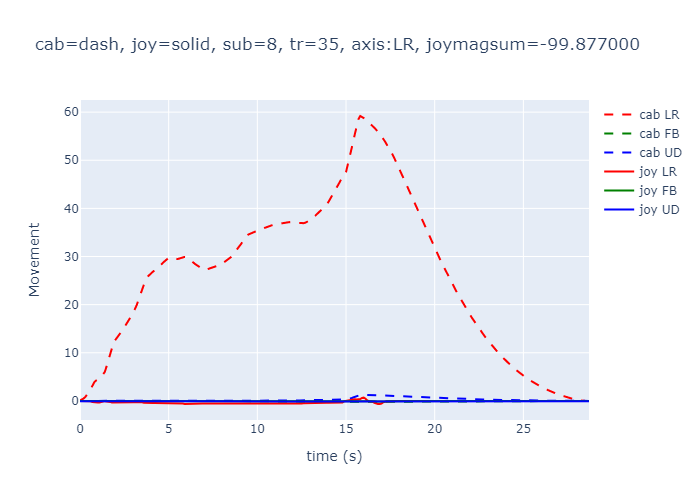 cab=dash, joy=solid, sub=8, tr=35, axis:LR, joymagsum=-99.877000
60
50
40
30
20
10
0
Movement
0
5
10
15
20
25
time (s)
cab LR
cab FB
cab UD
joy LR
joy FB
joy UD